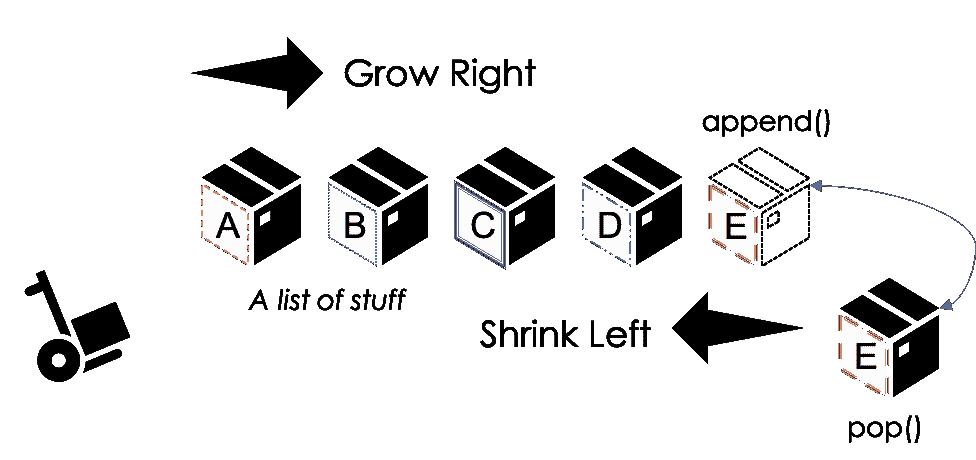 Grow Right
append()
A
B
C
D
E
A list of stuff
Shrink Left
E
pop()